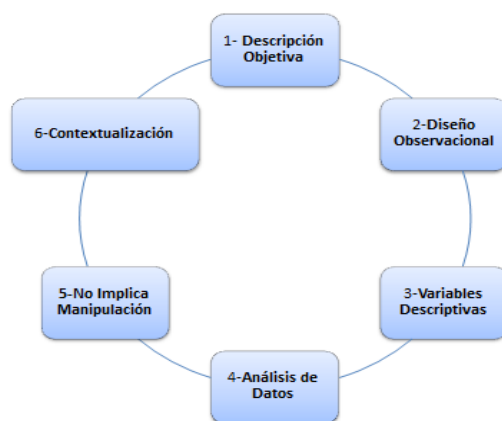 1- Descripción
Objetiva
2-Diseño
Observacional
3-Variables
Descriptivas
4-Análisis de
Datos
5-No Implica
Manipulación
6-Contextualización